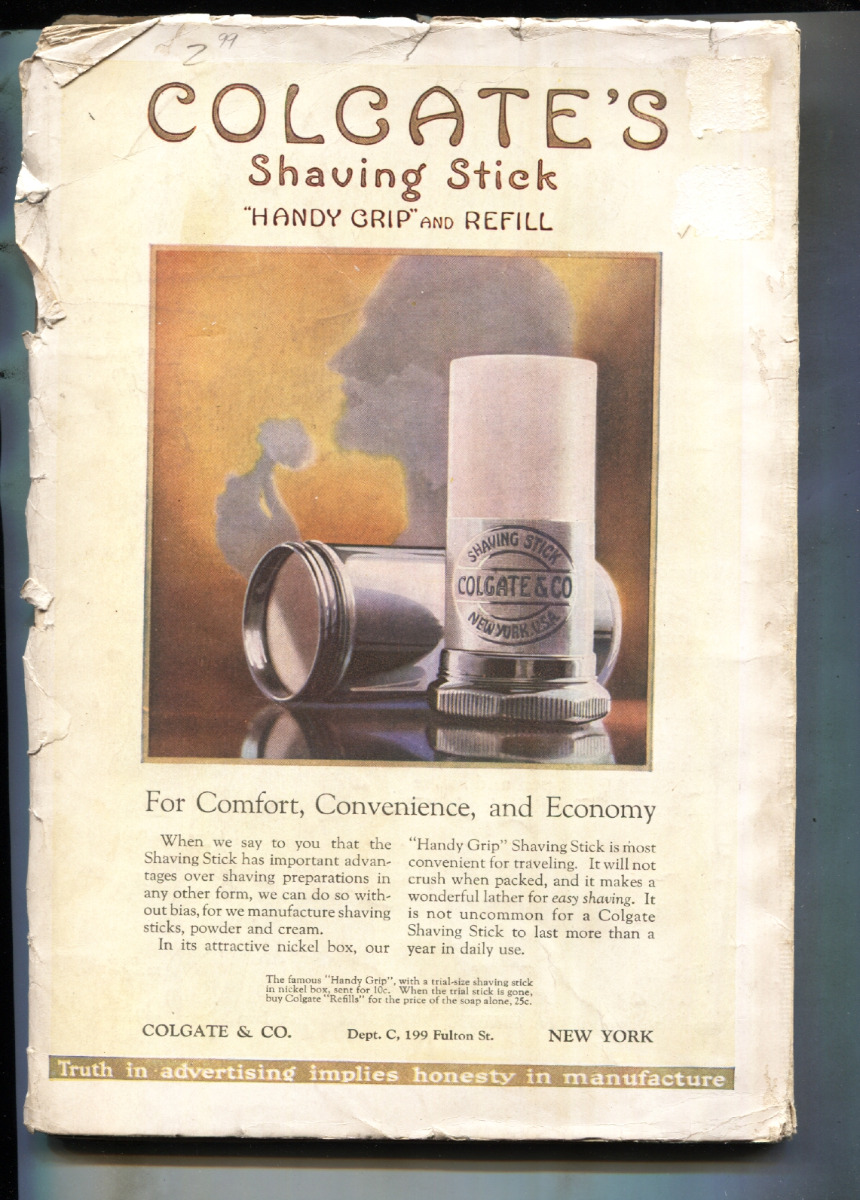 2 99
COLGATE'S
Shaving Stick
"HANDY GRIP" AND REFILL
SHAVING STICK
COLGATE & CO
NEW YORK. U.S.A.
For Comfort, Convenience, and Economy
When we say to you that the
Shaving Stick has important advan-
tages over shaving preparations in
any other form, we can do so with-
out bias, for we manufacture shaving
sticks, powder and cream.
In its attractive nickel box, our
"Handy Grip" Shaving Stick is most
convenient for traveling. It will not
crush when packed, and it makes a
wonderful lather for easy shaving. It
is not uncommon for a Colgate
Shaving Stick to last more than a
year in daily use.
The famous "Handy Grip", with a trial-size shaving stick
in nickel box, sent for 10c. When the trial stick is gone,
buy Colgate "Refills" for the price of the soap alone, 25c.
COLGATE & CO. Dept. C, 199 Fulton St. NEW YORK
Truth in advertising implies honesty in manufacture